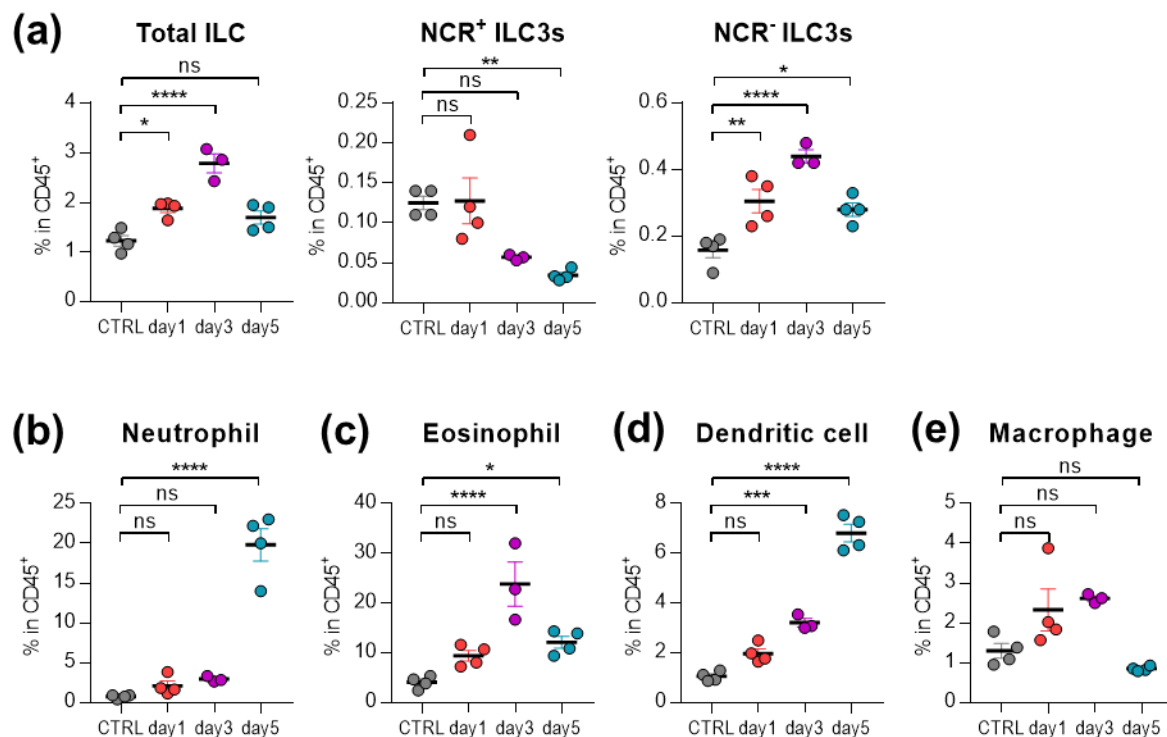 (a)
Total ILC
ns
****
*
% in CD45⁺
4
3
2
1
0
CTRL day1 day3 day5
NCR⁺ ILC3s
**
ns
ns
% in CD45⁺
0.25
0.20
0.15
0.10
0.05
0.00
CTRL day1 day3 day5
NCR⁻ ILC3s
*
****
**
% in CD45⁺
0.6
0.4
0.2
0.0
CTRL day1 day3 day5
(b)
Neutrophil
****
ns
ns
% in CD45⁺
25
20
15
10
5
0
CTRL day1 day3 day5
(c)
Eosinophil
*
****
ns
% in CD45⁺
40
30
20
10
0
CTRL day1 day3 day5
(d)
Dendritic cell
****
***
ns
% in CD45⁺
8
6
4
2
0
CTRL day1 day3 day5
(e)
Macrophage
ns
ns
ns
% in CD45⁺
5
4
3
2
1
0
CTRL day1 day3 day5